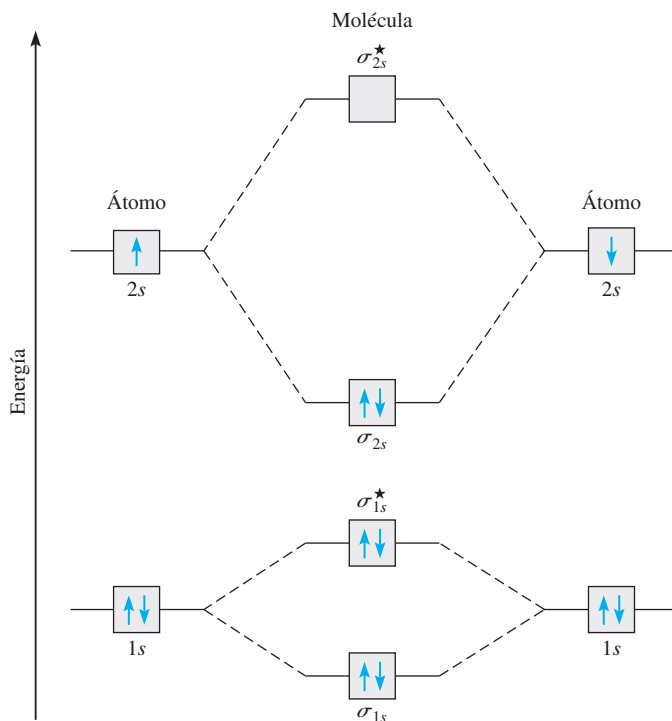 Molécula
σ★2s
Átomo
Átomo
2s
2s
Energía
σ2s
σ★1s
1s
1s
σ1s